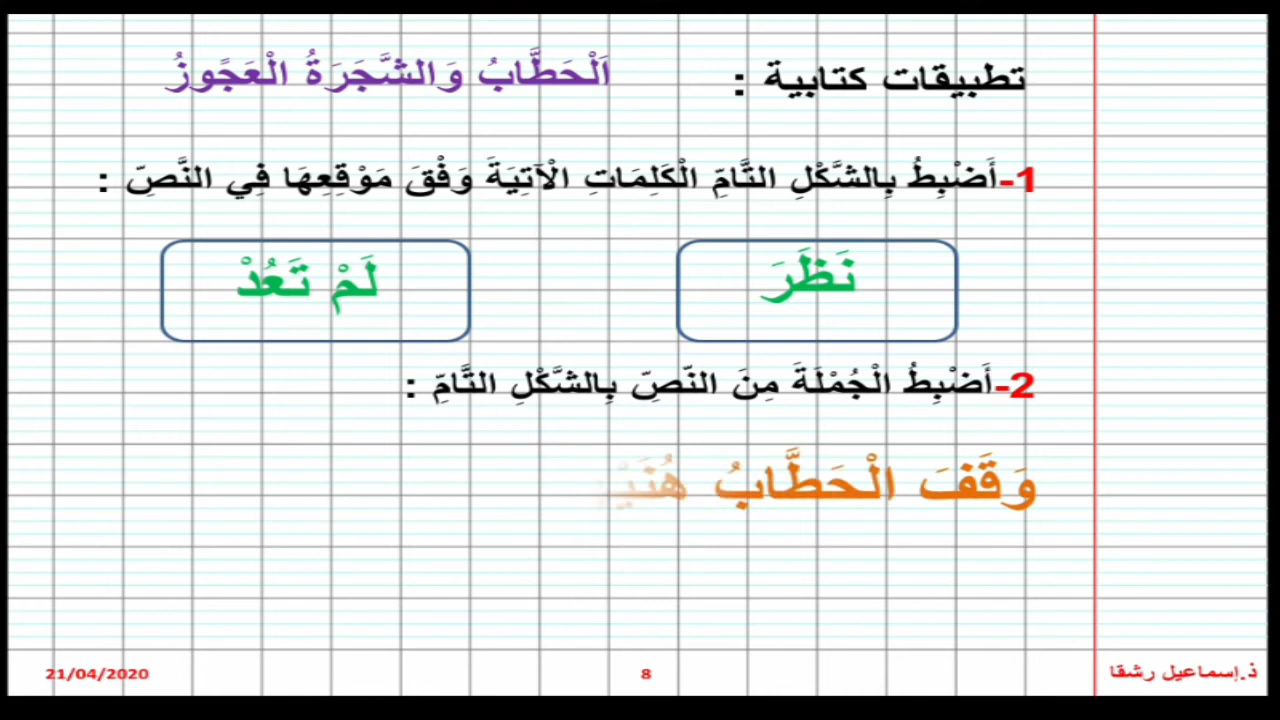 تطبيقات كتابية : اَلْحَطَّابُ وَالشَّجَرَةُ الْعَجُوزُ
1-أَضْبِطُ بِالشَّكْلِ التَّامِّ الْكَلِمَاتِ الْآتِيَةَ وَفْقَ مَوْقِعِهَا فِي النَّصِّ :
نَظَرَ لَمْ تَعُدْ
2-أَضْبِطُ الْجُمْلَةَ مِنَ النّصِّ بِالشَّكْلِ التَّامِّ :
وَقَفَ الْحَطَّابُ
21/04/2020 8 ذ.إسماعيل رشقا